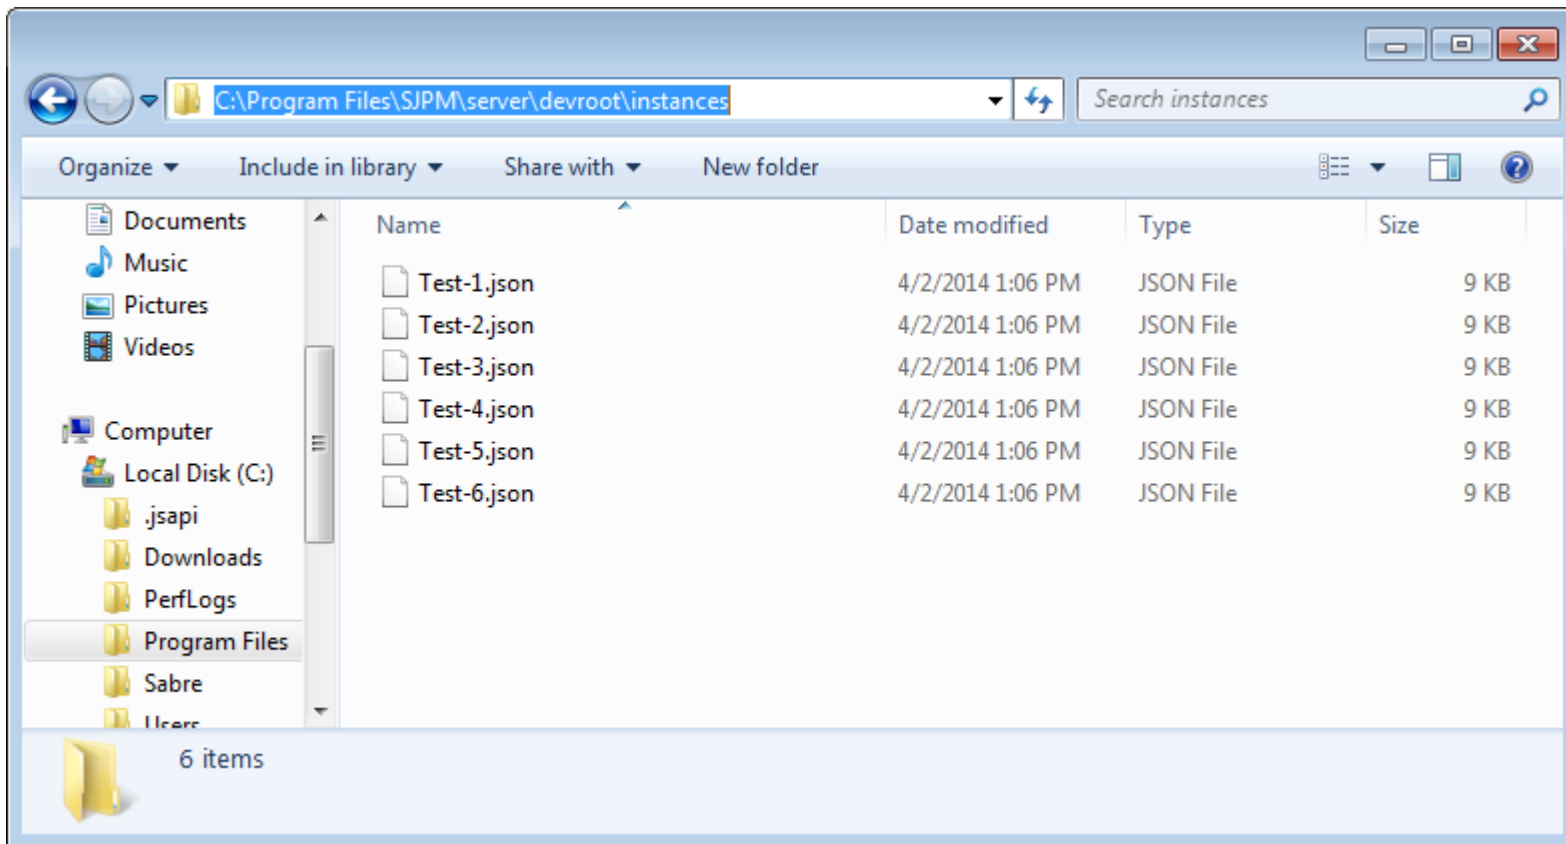 C:\Program Files\SJPM\server\devroot\instances
Search instances
Organize
Include in library
Share with
New folder
Documents
Music
Pictures
Videos
Computer
Local Disk (C:)
.jsapi
Downloads
PerfLogs
Program Files
Sabre
Users
Name Date modified Type Size
Test-1.json 4/2/2014 1:06 PM JSON File 9 KB
Test-2.json 4/2/2014 1:06 PM JSON File 9 KB
Test-3.json 4/2/2014 1:06 PM JSON File 9 KB
Test-4.json 4/2/2014 1:06 PM JSON File 9 KB
Test-5.json 4/2/2014 1:06 PM JSON File 9 KB
Test-6.json 4/2/2014 1:06 PM JSON File 9 KB
6 items